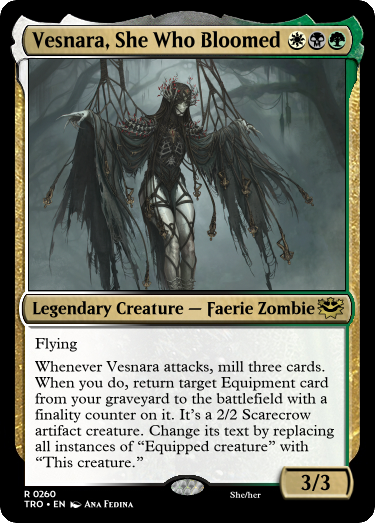 Vesnara, She Who Bloomed
Legendary Creature — Faerie Zombie
Flying
Whenever Vesnara attacks, mill three cards.
When you do, return target Equipment card
from your graveyard to the battlefield with a
finality counter on it. It’s a 2/2 Scarecrow
artifact creature. Change its text by replacing
all instances of “Equipped creature” with
“This creature.”
3/3
R 0260
TRO • EN Ana Fedina
She/her